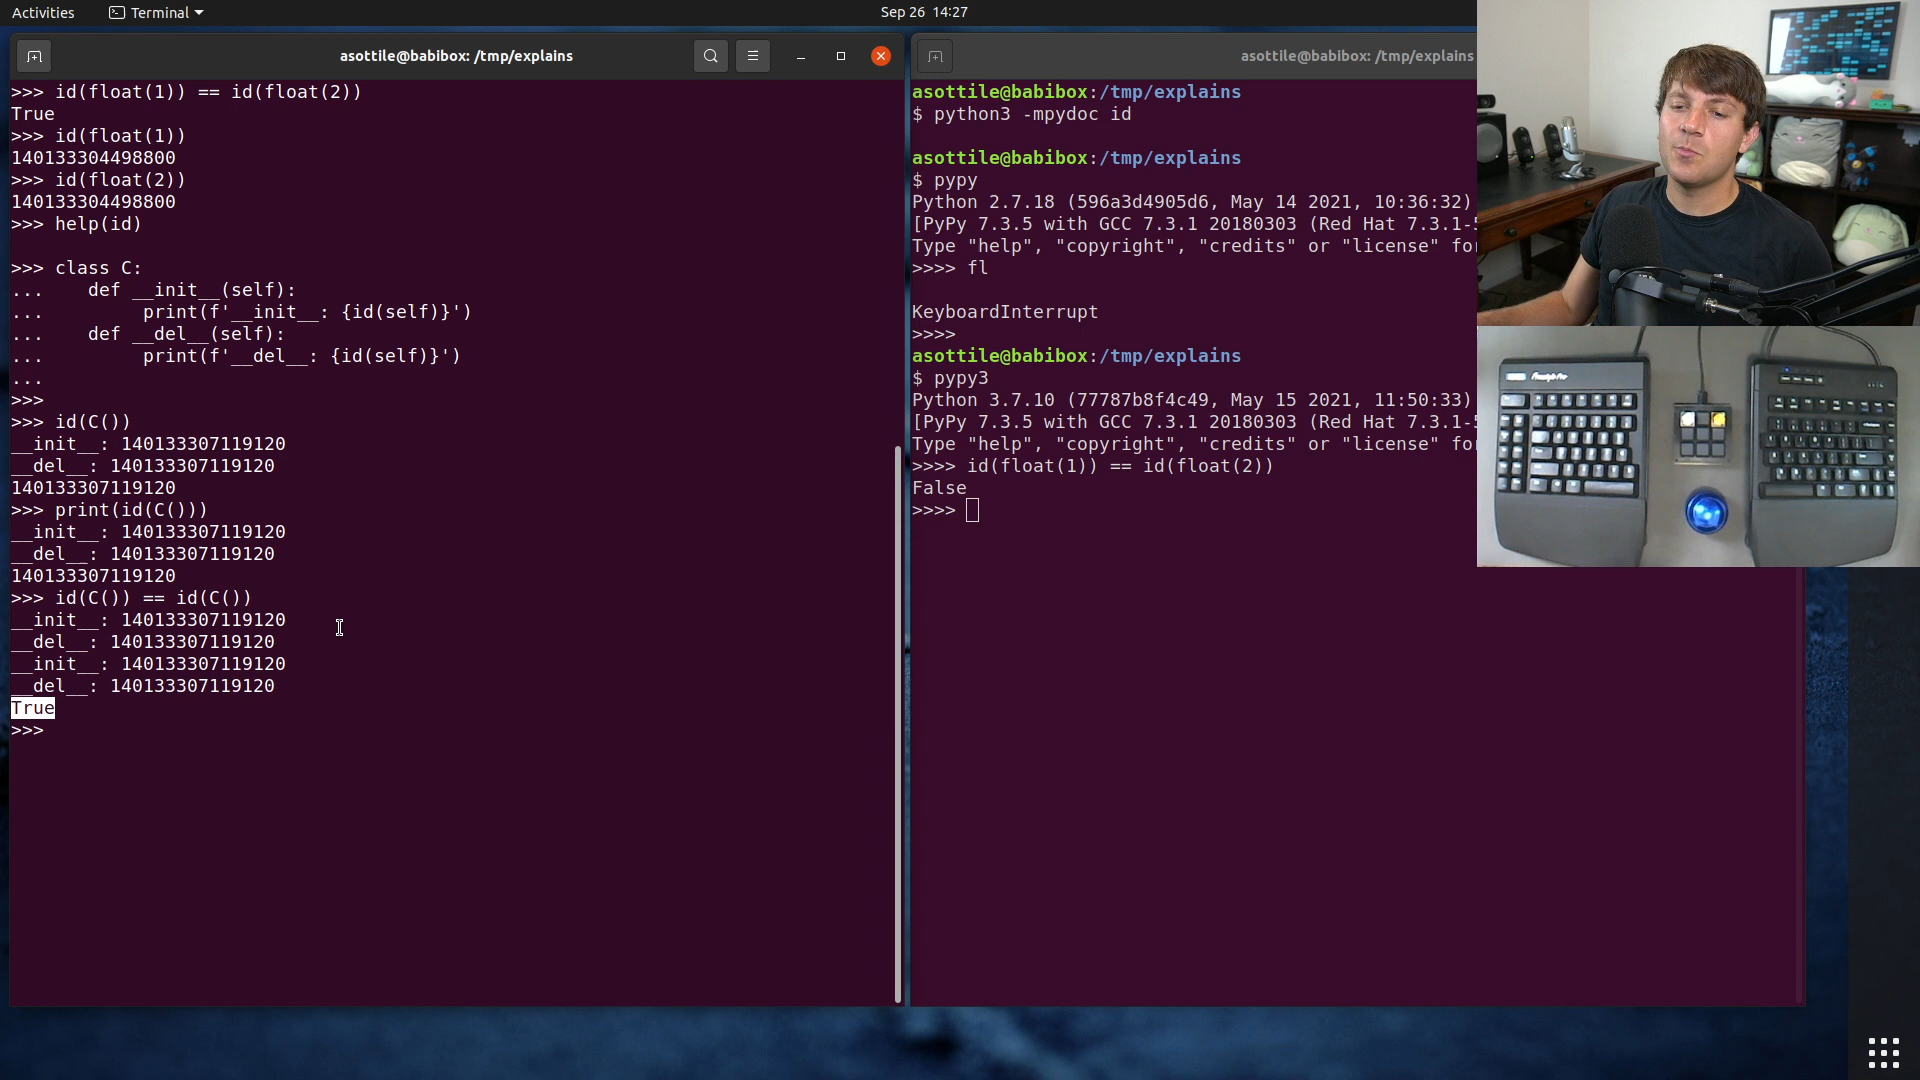 Activities
Terminal
Sep 26 14:27
asottile@babibox: /tmp/explains
>>> id(float(1)) == id(float(2))
True
>>> id(float(1))
140133304498800
>>> id(float(2))
140133304498800
>>> help(id)
>>> class C:
...    def __init__(self):
...         print(f'__init__: {id(self)}')
...    def __del__(self):
...         print(f'__del__: {id(self)}')
...
>>>
>>> id(C())
__init__: 140133307119120
__del__: 140133307119120
140133307119120
>>> print(id(C()))
__init__: 140133307119120
__del__: 140133307119120
140133307119120
>>> id(C()) == id(C())
__init__: 140133307119120
__del__: 140133307119120
__init__: 140133307119120
__del__: 140133307119120
True
>>>
asottile@babibox: /tmp/explains
asottile@babibox:/tmp/explains
$ python3 -mpydoc id
asottile@babibox:/tmp/explains
$ pypy
Python 2.7.18 (596a3d4905d6, May 14 2021, 10:36:32)
[PyPy 7.3.5 with GCC 7.3.1 20180303 (Red Hat 7.3.1-5
Type "help", "copyright", "credits" or "license" for
>>>> fl
KeyboardInterrupt
>>>>
asottile@babibox:/tmp/explains
$ pypy3
Python 3.7.10 (77787b8f4c49, May 15 2021, 11:50:33)
[PyPy 7.3.5 with GCC 7.3.1 20180303 (Red Hat 7.3.1-5
Type "help", "copyright", "credits" or "license" for
>>>> id(float(1)) == id(float(2))
False
>>>>